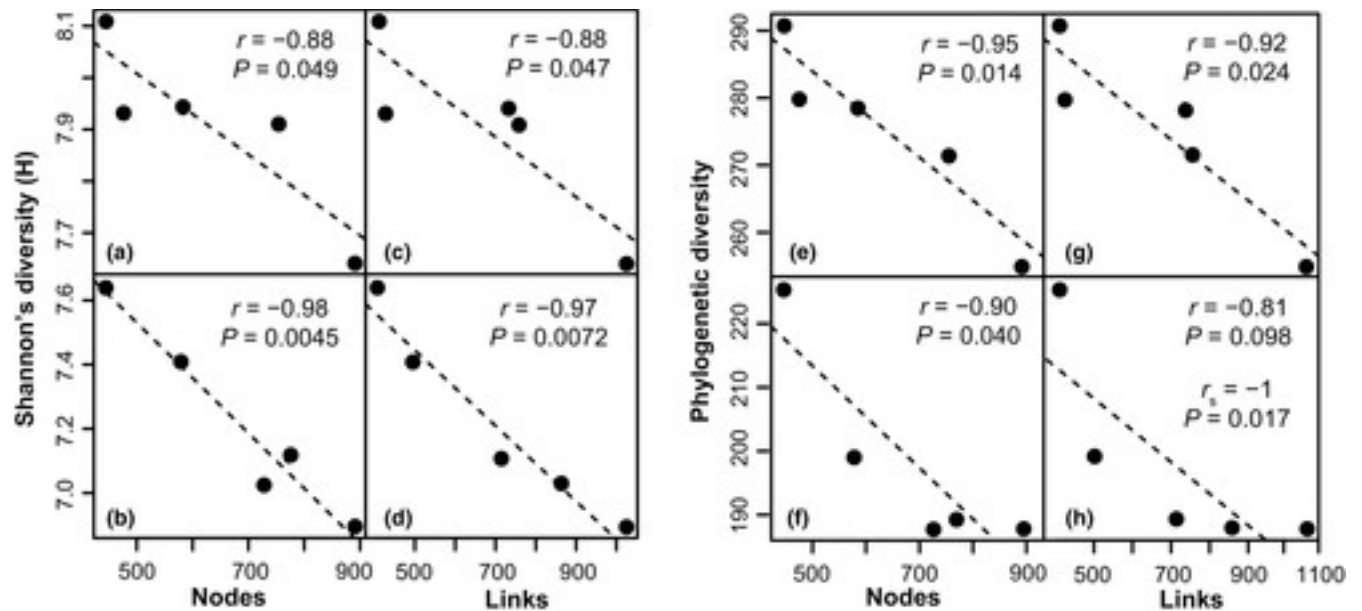 Shannon's diversity (H)
8.1
7.9
7.7
r = −0.88
P = 0.049
(a)
r = −0.88
P = 0.047
(c)
7.6
7.4
7.2
7.0
r = −0.98
P = 0.0045
(b)
r = −0.97
P = 0.0072
(d)
500 700 900
500 700 900
Nodes
Links
Phylogenetic diversity
290
280
270
260
r = −0.95
P = 0.014
(e)
r = −0.92
P = 0.024
(g)
220
210
200
190
r = −0.90
P = 0.040
(f)
r = −0.81
P = 0.098
rs = −1
P = 0.017
(h)
500 700 900
500 700 900 1100
Nodes
Links